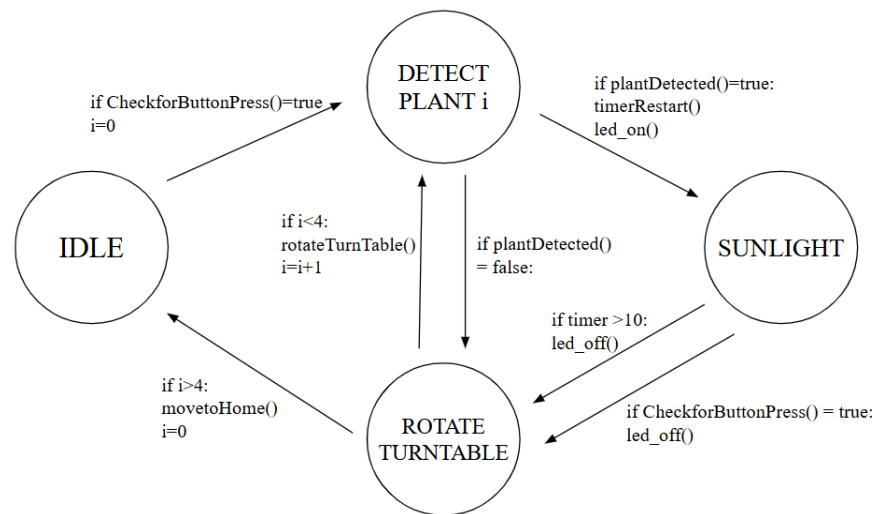 DETECT
PLANT i
if CheckforButtonPress()=true
i=0
if plantDetected()=true:
timerRestart()
led_on()
IDLE
if i<4:
rotateTurnTable()
i=i+1
if plantDetected()
= false:
SUNLIGHT
if timer >10:
led_off()
if i>4:
movetoHome()
i=0
ROTATE
TURNTABLE
if CheckforButtonPress() = true:
led_off()